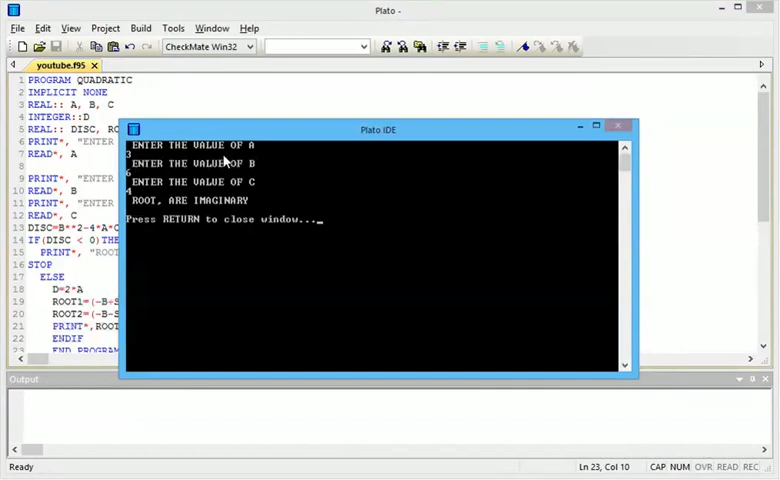 Plato -
File Edit View Project Build Tools Window Help
CheckMate Win32
youtube.f95
1 PROGRAM QUADRATIC
2 IMPLICIT NONE
3 REAL:: A, B, C
4 INTEGER::D
5 REAL:: DISC, RO
6 PRINT*, "ENTER
7 READ*, A
8
9 PRINT*, "ENTER
10 READ*, B
11 PRINT*, "ENTER
12 READ*, C
13 DISC=B**2-4*A*C
14 IF(DISC < 0)THE
15 PRINT*, "ROOT
16 STOP
17 ELSE
18 D=2*A
19 ROOT1=(-B+S
20 ROOT2=(-B-S
21 PRINT*,ROOT
22 ENDIF
23 END PROGRAM
Plato IDE
ENTER THE VALUE OF A
3
ENTER THE VALUE OF B
6
ENTER THE VALUE OF C
4
ROOT, ARE IMAGINARY
Press RETURN to close window..._
Output
Ready
Ln 23, Col 10 CAP NUM OVR READ REC